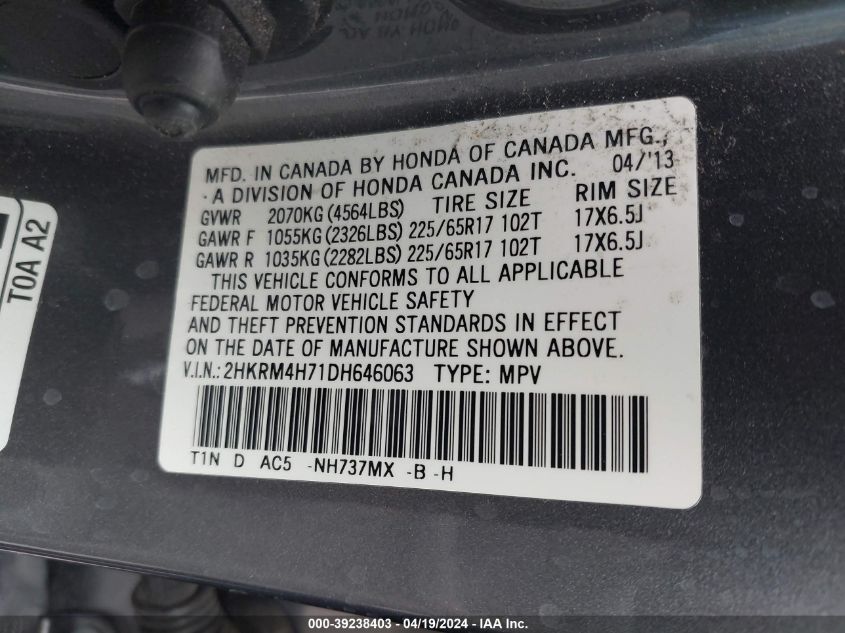 MFD. IN CANADA BY HONDA OF CANADA MFG.,
·A DIVISION OF HONDA CANADA INC. 04/'13
GVWR 2070KG(4564LBS) TIRE SIZE RIM SIZE
GAWR F 1055KG(2326LBS) 225/65R17 102T 17X6.5J
GAWR R 1035KG(2282LBS) 225/65R17 102T 17X6.5J
THIS VEHICLE CONFORMS TO ALL APPLICABLE
FEDERAL MOTOR VEHICLE SAFETY
AND THEFT PREVENTION STANDARDS IN EFFECT
ON THE DATE OF MANUFACTURE SHOWN ABOVE.
V.I.N.: 2HKRM4H71DH646063 TYPE: MPV
T1N D AC5 -NH737MX -B -H
T0A A2
000-39238403 - 04/19/2024 - IAA Inc.